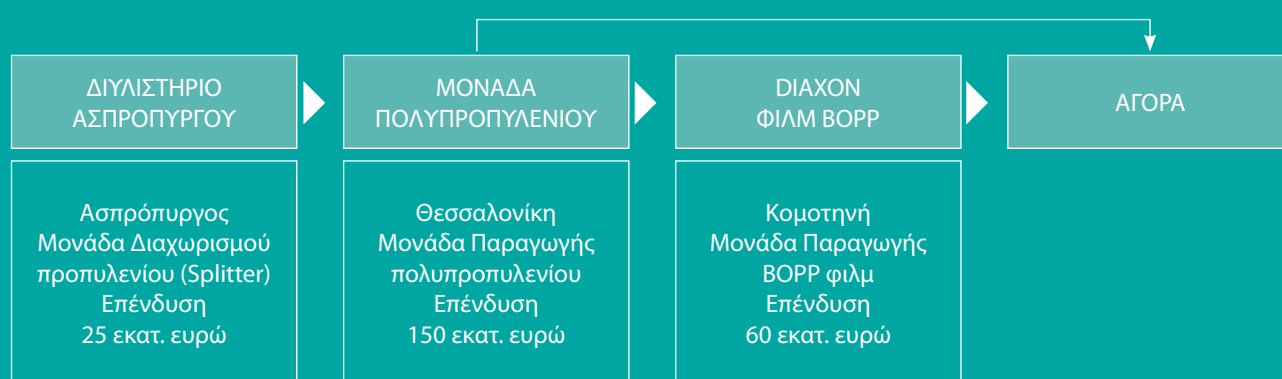 ΔΙΥΛΙΣΤΗΡΙΟ
ΑΣΠΡΟΠΥΡΓΟΥ
ΜΟΝΑΔΑ
ΠΟΛΥΠΡΟΠΥΛΕΝΙΟΥ
DIAXON
ΦΙΛΜ BOPP
ΑΓΟΡΑ
Ασπρόπυργος
Μονάδα Διαχωρισμού
προπυλενίου (Splitter)
Επένδυση
25 εκατ. ευρώ
Θεσσαλονίκη
Μονάδα Παραγωγής
πολυπροπυλενίου
Επένδυση
150 εκατ. ευρώ
Κομοτηνή
Μονάδα Παραγωγής
BOPP φιλμ
Επένδυση
60 εκατ. ευρώ